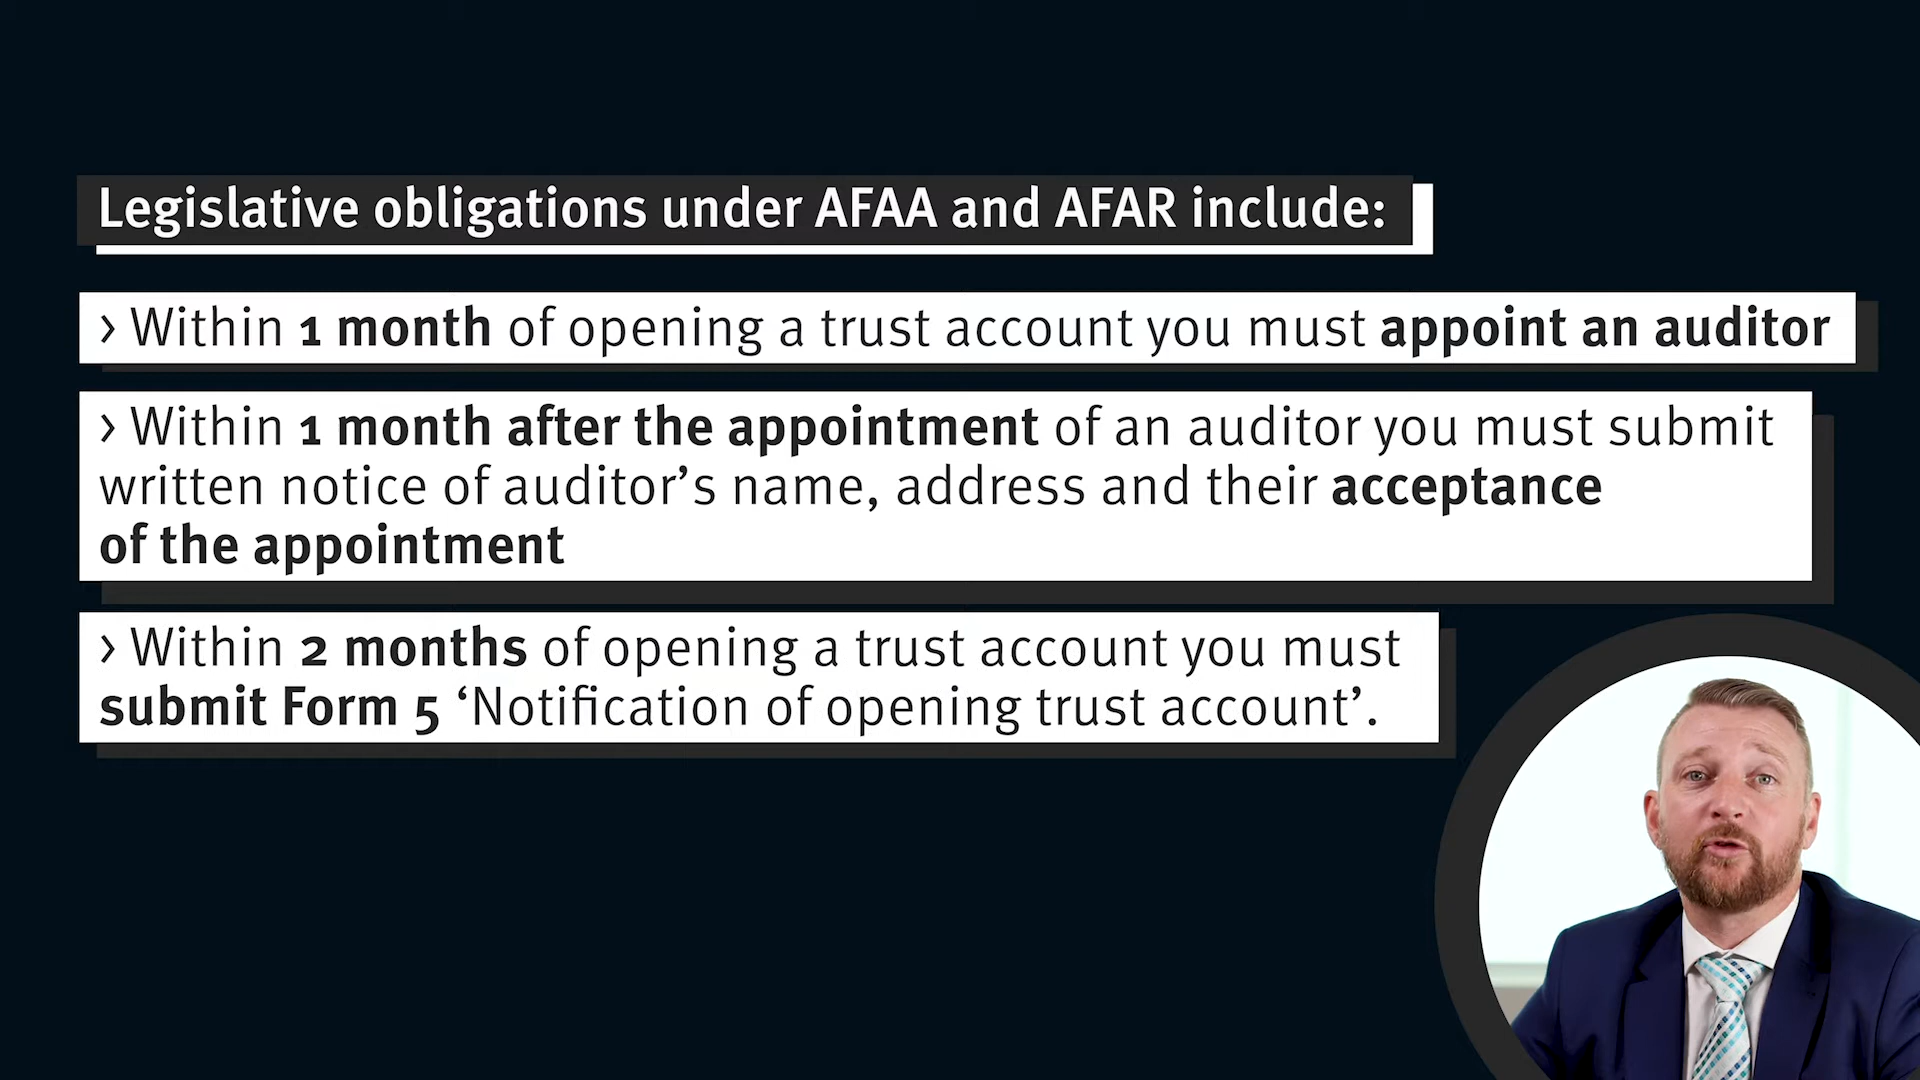 Legislative obligations under AFAA and AFAR include:
› Within 1 month of opening a trust account you must appoint an auditor
› Within 1 month after the appointment of an auditor you must submit
written notice of auditor’s name, address and their acceptance
of the appointment
› Within 2 months of opening a trust account you must
submit Form 5 ‘Notification of opening trust account’.